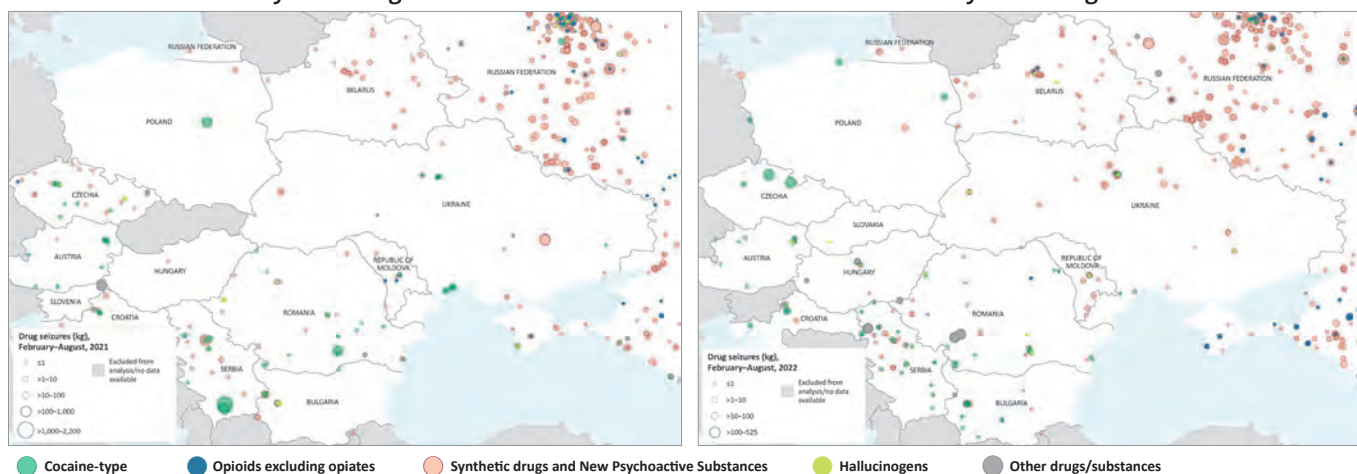 RUSSIAN FEDERATION
RUSSIAN FEDERATION
BELARUS
POLAND
CZECHIA
UKRAINE
AUSTRIA
HUNGARY
REPUBLIC OF
MOLDOVA
SLOVENIA
CROATIA
ROMANIA
SERBIA
BULGARIA
Drug seizures (kg),
February–August, 2021
≤1
>1–10
>10–100
>100–1,000
>1,000–2,200
Excluded from
analysis/no data
available
RUSSIAN FEDERATION
RUSSIAN FEDERATION
BELARUS
POLAND
CZECHIA
UKRAINE
SLOVAKIA
AUSTRIA
HUNGARY
REPUBLIC OF
MOLDOVA
CROATIA
ROMANIA
SERBIA
BULGARIA
Drug seizures (kg),
February–August, 2022
≤1
>1–10
>10–100
>100–525
Excluded from
analysis/no data
available
Cocaine-type
Opioids excluding opiates
Synthetic drugs and New Psychoactive Substances
Hallucinogens
Other drugs/substances